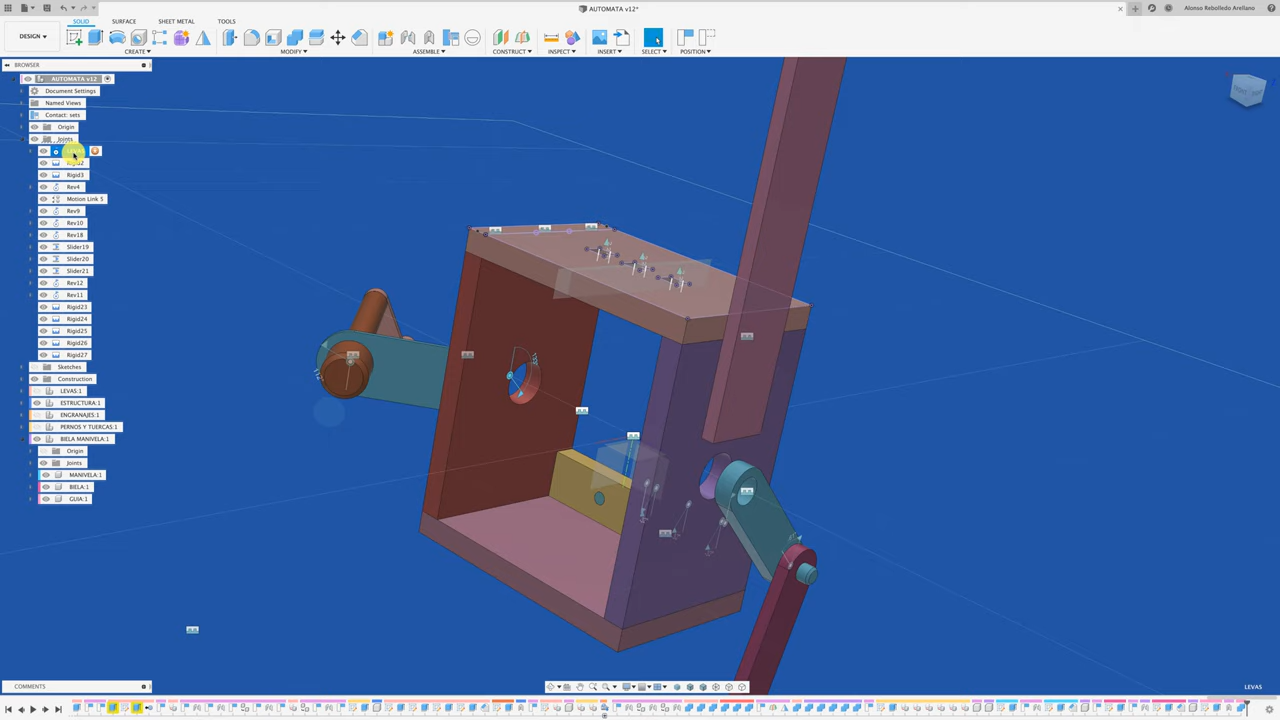 AUTOMATA v12*
Alonso Rebolledo Arellano
SOLID
SURFACE
SHEET METAL
TOOLS
DESIGN
CREATE
MODIFY
ASSEMBLE
CONSTRUCT
INSPECT
INSERT
SELECT
POSITION
BROWSER
AUTOMATA v12
Document Settings
Named Views
Contact: sets
Origin
Joints
Rigid3
Rev4
Motion Link 5
Rev9
Rev10
Rev18
Slider19
Slider20
Slider21
Rev12
Rev11
Rigid23
Rigid24
Rigid25
Rigid26
Rigid27
Sketches
Construction
LEVAS:1
ESTRUCTURA:1
ENGRANAJES:1
PERNOS Y TUERCAS:1
BIELA MANIVELA:1
Origin
Joints
MANIVELA:1
BIELA:1
GUIA:1
COMMENTS
LEVAS